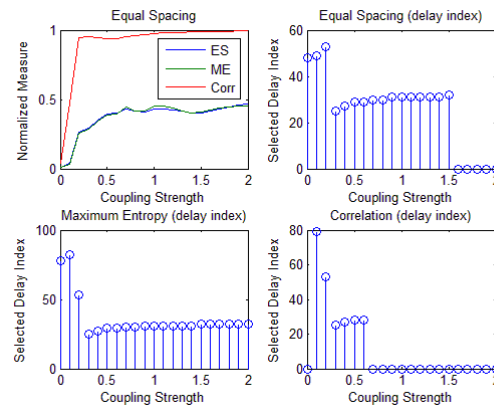 Equal Spacing
Normalized Measure
1
0.5
0
ES
ME
Corr
0 0.5 1 1.5 2
Coupling Strength
Equal Spacing (delay index)
Selected Delay Index
60
40
20
0
0 0.5 1 1.5 2
Coupling Strength
Maximum Entropy (delay index)
Selected Delay Index
100
50
0
0 0.5 1 1.5 2
Coupling Strength
Correlation (delay index)
Selected Delay Index
80
60
40
20
0
0 0.5 1 1.5 2
Coupling Strength